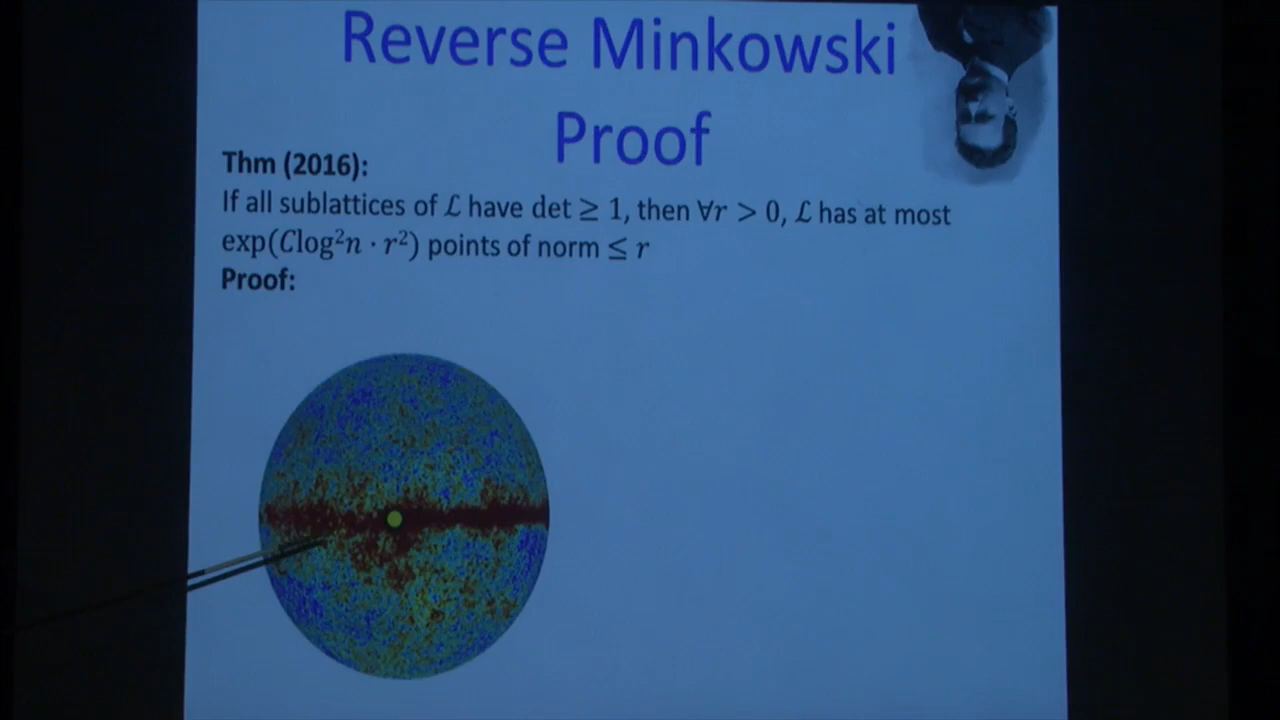 Reverse Minkowski
Proof
Thm (2016):
If all sublattices of ℒ have det ≥ 1, then ∀r > 0, ℒ has at most
exp(Clog²n · r²) points of norm ≤ r
Proof: